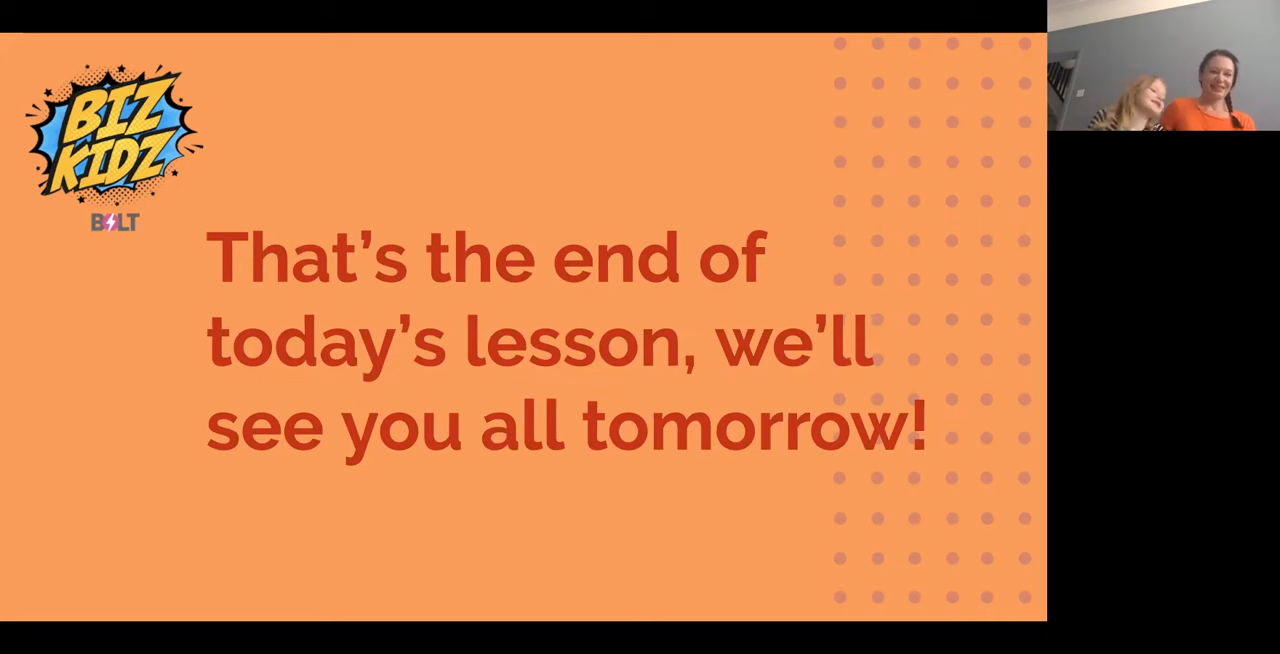 BIZ
KIDZ
BOLT
That's the end of
today's lesson, we'll
see you all tomorrow!